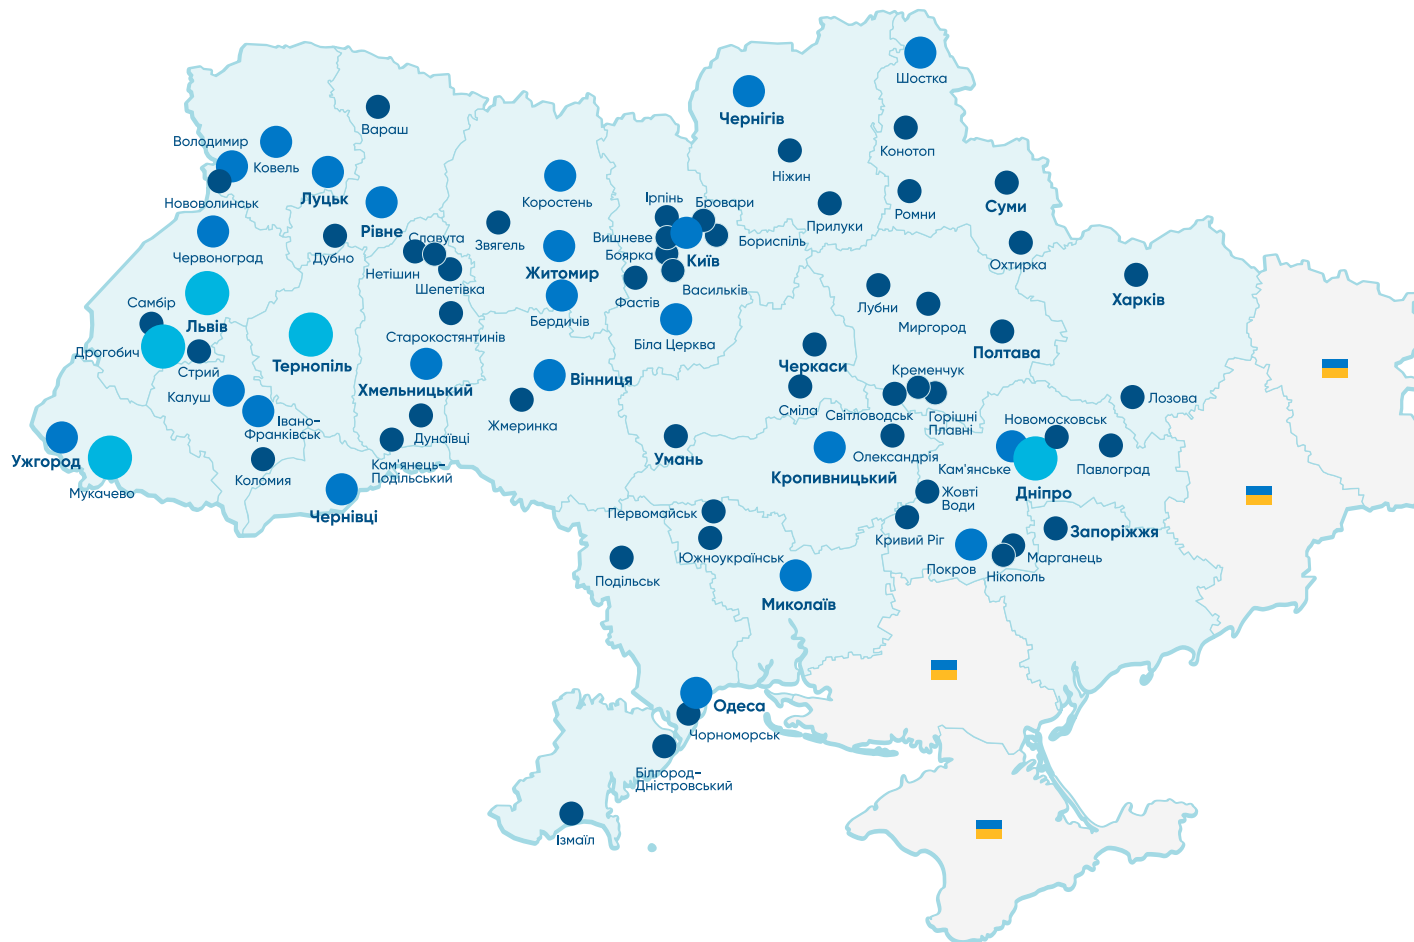 Шостка
Чернігів
Вараш
Володимир
Ковель
Конотоп
Ніжин
Нововолинськ
Луцьк
Коростень
Ірпінь
Бровари
Прилуки
Ромни
Суми
Рівне
Славута
Звягель
Вишневе
Бориспіль
Червоноград
Дубно
Нетішин
Житомир
Боярка
Київ
Охтирка
Шепетівка
Васильків
Харків
Самбір
Фастів
Лубни
Львів
Бердичів
Миргород
Старокостянтинів
Біла Церква
Дрогобич
Тернопіль
Черкаси
Полтава
Стрий
Хмельницький
Вінниця
Кременчук
Калуш
Сміла
Світловодськ
Горішні
Плавні
Лозова
Івано-
Франківськ
Жмеринка
Новомосковськ
Дунаївці
Ужгород
Умань
Олександрія
Кам'янське
Павлоград
Кам'янець-
Подільський
Коломия
Кропивницький
Мукачево
Дніпро
Жовті
Води
Чернівці
Первомайськ
Запоріжжя
Кривий Ріг
Южноукраїнськ
Марганець
Подільськ
Покров
Нікополь
Миколаїв
Одеса
Чорноморськ
Білгород-
Дністровський
Ізмаїл